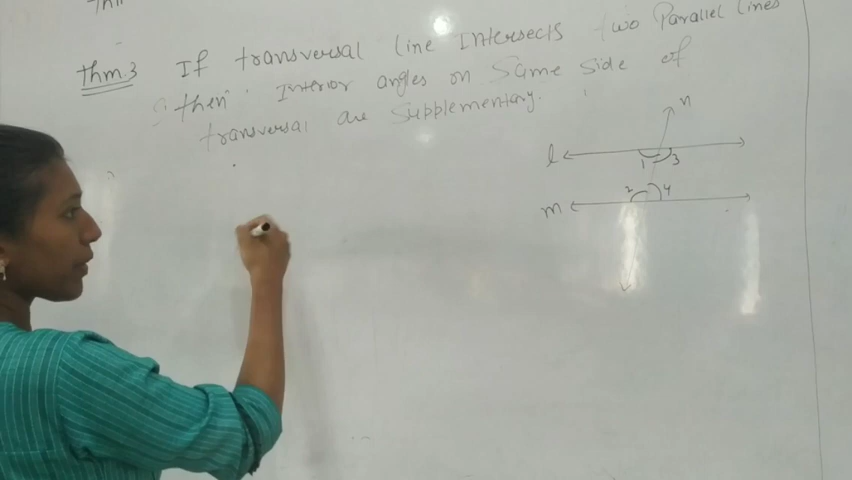 Thm.3 If transversal line Intersects two Parallel lines
then Interior angles on Same side of
transversal are Supplementary.
n
l 1 3
2 4
m